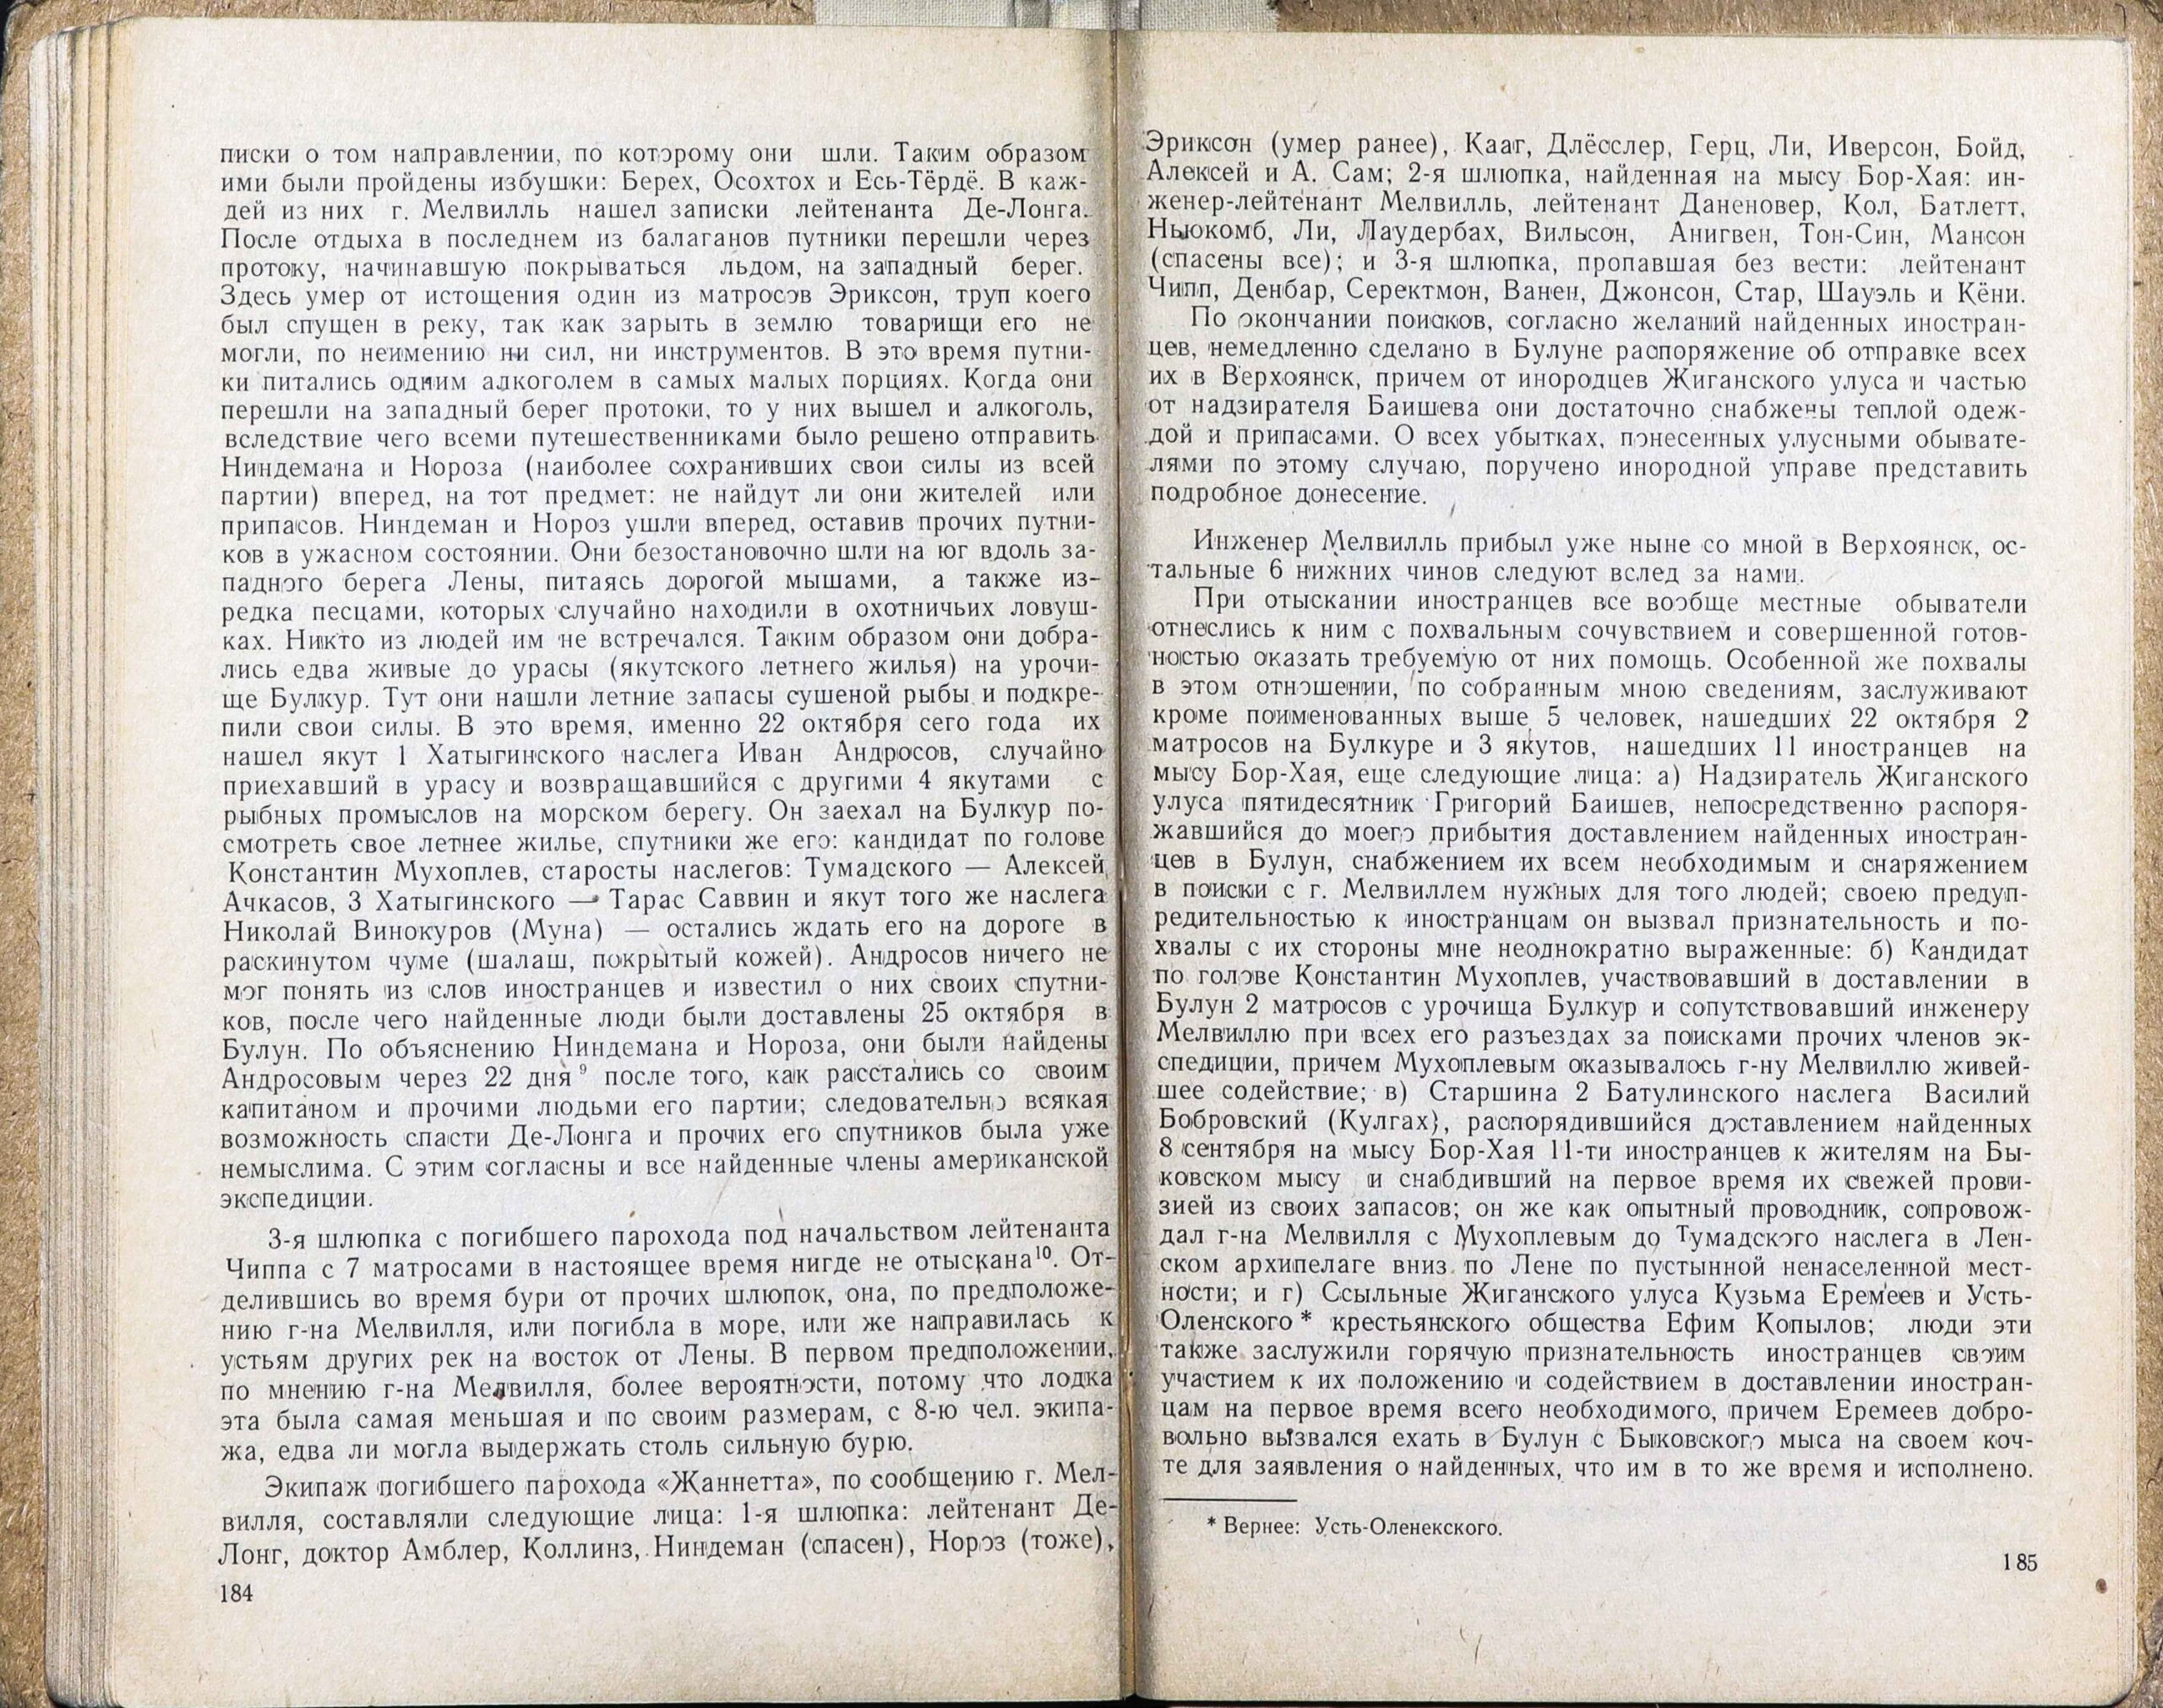 писки о том направлении, по которому они шли. Таким образом
ими были пройдены избушки: Берех, Осохтох и Есь-Тёрдё. В каж-
дей из них г. Мелвилль нашел записки лейтенанта Де-Лонга.
После отдыха в последнем из балаганов путники перешли через
протоку, начинавшую покрываться льдом, на западный берег.
Здесь умер от истощения один из матросов Эриксон, труп коего
был спущен в реку, так как зарыть в землю товарищи его не
могли, по неимению ни сил, ни инструментов. В это время путни-
ки питались одним алкоголем в самых малых порциях. Когда они
перешли на западный берег протоки, то у них вышел и алкоголь,
вследствие чего всеми путешественниками было решено отправить
Ниндемана и Нороза (наиболее сохранивших свои силы из всей
партии) вперед, на тот предмет: не найдут ли они жителей или
припасов. Ниндеман и Нороз ушли вперед, оставив прочих путни-
ков в ужасном состоянии. Они безостановочно шли на юг вдоль за-
падного берега Лены, питаясь дорогой мышами, а также из-
редка песцами, которых случайно находили в охотничьих ловуш-
ках. Никто из людей им не встречался. Таким образом они добра-
лись едва живые до урасы (якутского летнего жилья) на урочи-
ще Булкур. Тут они нашли летние запасы сушеной рыбы и подкре-
пили свои силы. В это время, именно 22 октября сего года их
нашел якут 1 Хатыгинского наслега Иван Андросов, случайно
приехавший в урасу и возвращавшийся с другими 4 якутами с
рыбных промыслов на морском берегу. Он заехал на Булкур по-
смотреть свое летнее жилье, спутники же его: кандидат по голове
Константин Мухоплев, старосты наслегов: Тумадского — Алексей
Ачкасов, 3 Хатыгинского — Тарас Саввин и якут того же наслега
Николай Винокуров (Муна) — остались ждать его на дороге в
раскинутом чуме (шалаш, покрытый кожей). Андросов ничего не
мог понять из слов иностранцев и известил о них своих спутни-
ков, после чего найденные люди были доставлены 25 октября в
Булун. По объяснению Ниндемана и Нороза, они были найдены
Андросовым через 22 дня ⁹ после того, как расстались со своим
капитаном и прочими людьми его партии; следовательно всякая
возможность спасти Де-Лонга и прочих его спутников была уже
немыслима. С этим согласны и все найденные члены американской
экспедиции.
3-я шлюпка с погибшего парохода под начальством лейтенанта
Чиппа с 7 матросами в настоящее время нигде не отыскана¹⁰. От-
делившись во время бури от прочих шлюпок, она, по предположе-
нию г-на Мелвилля, или погибла в море, или же направилась к
устьям других рек на восток от Лены. В первом предположении,
по мнению г-на Мелвилля, более вероятности, потому что лодка
эта была самая меньшая и по своим размерам, с 8-ю чел. экипа-
жа, едва ли могла выдержать столь сильную бурю.
Экипаж погибшего парохода «Жаннетта», по сообщению г. Мел-
вилля, составляли следующие лица: 1-я шлюпка: лейтенант Де-
Лонг, доктор Амблер, Коллинз, Ниндеман (спасен), Нороз (тоже),
184
Эриксон (умер ранее), Кааг, Длёсслер, Герц, Ли, Иверсон, Бойд,
Алексей и А. Сам; 2-я шлюпка, найденная на мысу Бор-Хая: ин-
женер-лейтенант Мелвилль, лейтенант Даненовер, Кол, Батлетт,
Ньюкомб, Ли, Лаудербах, Вильсон, Анигвен, Тон-Син, Мансон
(спасены все); и 3-я шлюпка, пропавшая без вести: лейтенант
Чипп, Денбар, Серектмон, Ванен, Джонсон, Стар, Шауэль и Кёни.
По окончании поисков, согласно желаний найденных иностран-
цев, немедленно сделано в Булуне распоряжение об отправке всех
их в Верхоянск, причем от инородцев Жиганского улуса и частью
от надзирателя Баишева они достаточно снабжены теплой одеж-
дой и припасами. О всех убытках, понесенных улусными обывате-
лями по этому случаю, поручено инородной управе представить
подробное донесение.
Инженер Мелвилль прибыл уже ныне со мной в Верхоянск, ос-
тальные 6 нижних чинов следуют вслед за нами.
При отыскании иностранцев все вообще местные обыватели
отнеслись к ним с похвальным сочувствием и совершенной готов-
ностью оказать требуемую от них помощь. Особенной же похвалы
в этом отношении, по собранным мною сведениям, заслуживают
кроме поименованных выше 5 человек, нашедших 22 октября 2
матросов на Булкуре и 3 якутов, нашедших 11 иностранцев на
мысу Бор-Хая, еще следующие лица: а) Надзиратель Жиганского
улуса пятидесятник Григорий Баишев, непосредственно распоря-
жавшийся до моего прибытия доставлением найденных иностран-
цев в Булун, снабжением их всем необходимым и снаряжением
в поиски с г. Мелвиллем нужных для того людей; своею предуп-
редительностью к иностранцам он вызвал признательность и по-
хвалы с их стороны мне неоднократно выраженные: б) Кандидат
по голове Константин Мухоплев, участвовавший в доставлении в
Булун 2 матросов с урочища Булкур и сопутствовавший инженеру
Мелвиллю при всех его разъездах за поисками прочих членов эк-
спедиции, причем Мухоплевым оказывалось г-ну Мелвиллю живей-
шее содействие; в) Старшина 2 Батулинского наслега Василий
Бобровский (Кулгах), распорядившийся доставлением найденных
8 сентября на мысу Бор-Хая 11-ти иностранцев к жителям на Бы-
ковском мысу и снабдивший на первое время их свежей прови-
зией из своих запасов; он же как опытный проводник, сопровож-
дал г-на Мелвилля с Мухоплевым до Тумадского наслега в Лен-
ском архипелаге вниз по Лене по пустынной ненаселенной мест-
ности; и г) Ссыльные Жиганского улуса Кузьма Еремеев и Усть-
Оленского * крестьянского общества Ефим Копылов; люди эти
также заслужили горячую признательность иностранцев своим
участием к их положению и содействием в доставлении иностран-
цам на первое время всего необходимого, причем Еремеев добро-
вольно вызвался ехать в Булун с Быковского мыса на своем коч-
те для заявления о найденных, что им в то же время и исполнено.
* Вернее: Усть-Оленекского.
185